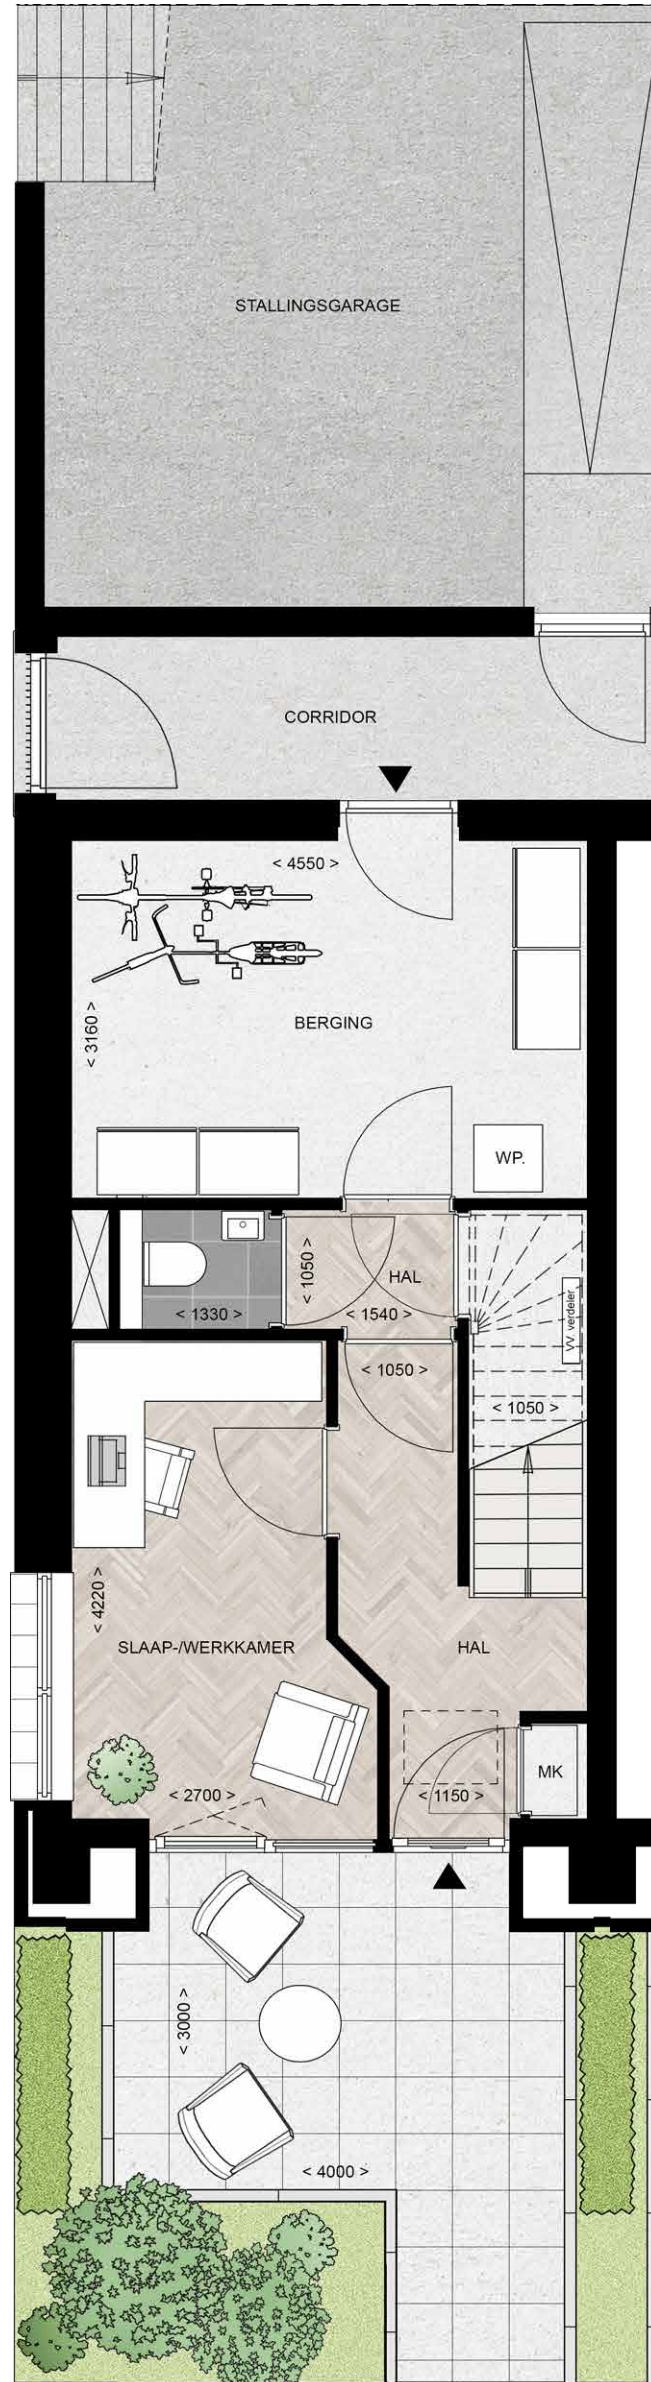 STALLINGSGARAGE
CORRIDOR
< 4550 >
< 3160 >
BERGING
WP.
< 1330 >
< 1050 >
HAL
< 1540 >
VV. verdeler
< 1050 >
< 1050 >
< 4220 >
SLAAP-/WERKKAMER
HAL
< 2700 >
< 1150 >
MK
< 3000 >
< 4000 >